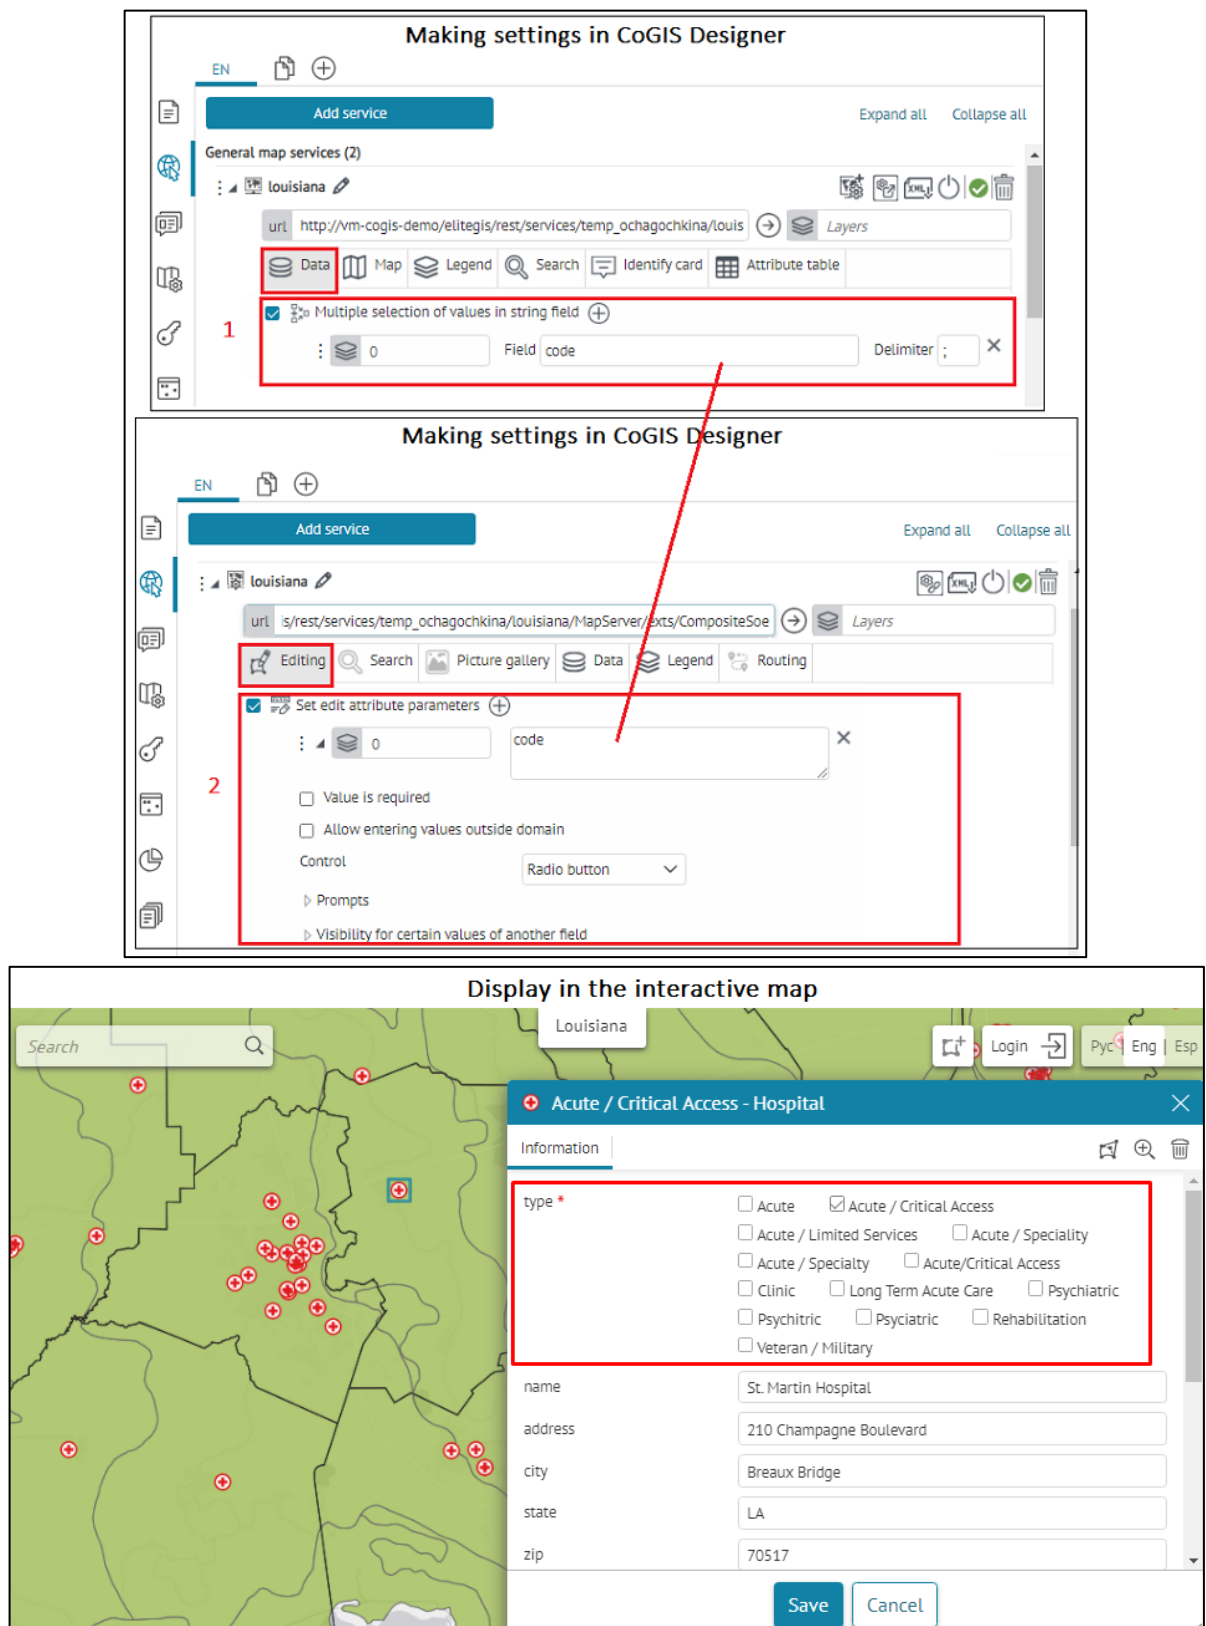 Making settings in CoGIS Designer
EN
Add service
Expand all
Collapse all
General map services (2)
louisiana
XML
url http://vm-cogis-demo/elitegis/rest/services/temp_ochagochkina/louis
Layers
Data Map Legend Search Identify card Attribute table
1
Multiple selection of values in string field
0 Field code Delimiter ;
Making settings in CoGIS Designer
EN
Add service
Expand all
Collapse all
louisiana
XML
url is/rest/services/temp_ochagochkina/louisiana/MapServer/exts/CompositeSoe
Layers
Editing Search Picture gallery Data Legend Routing
Set edit attribute parameters
0 code
2
Value is required
Allow entering values outside domain
Control Radio button
Prompts
Visibility for certain values of another field
Display in the interactive map
Search
Louisiana
Login
Рус | Eng | Esp
Acute / Critical Access - Hospital
Information
type *
Acute Acute / Critical Access
Acute / Limited Services Acute / Speciality
Acute / Specialty Acute/Critical Access
Clinic Long Term Acute Care Psychiatric
Psychitric Psyciatric Rehabilitation
Veteran / Military
name St. Martin Hospital
address 210 Champagne Boulevard
city Breaux Bridge
state LA
zip 70517
Save Cancel